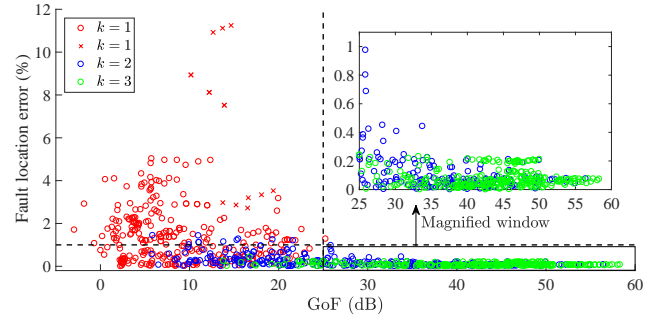 12
10
8
6
4
2
0
Fault location error (%)
k = 1
k = 1
k = 2
k = 3
1
0.8
0.6
0.4
0.2
0
25 30 35 40 45 50 55 60
Magnified window
0 10 20 30 40 50 60
GoF (dB)